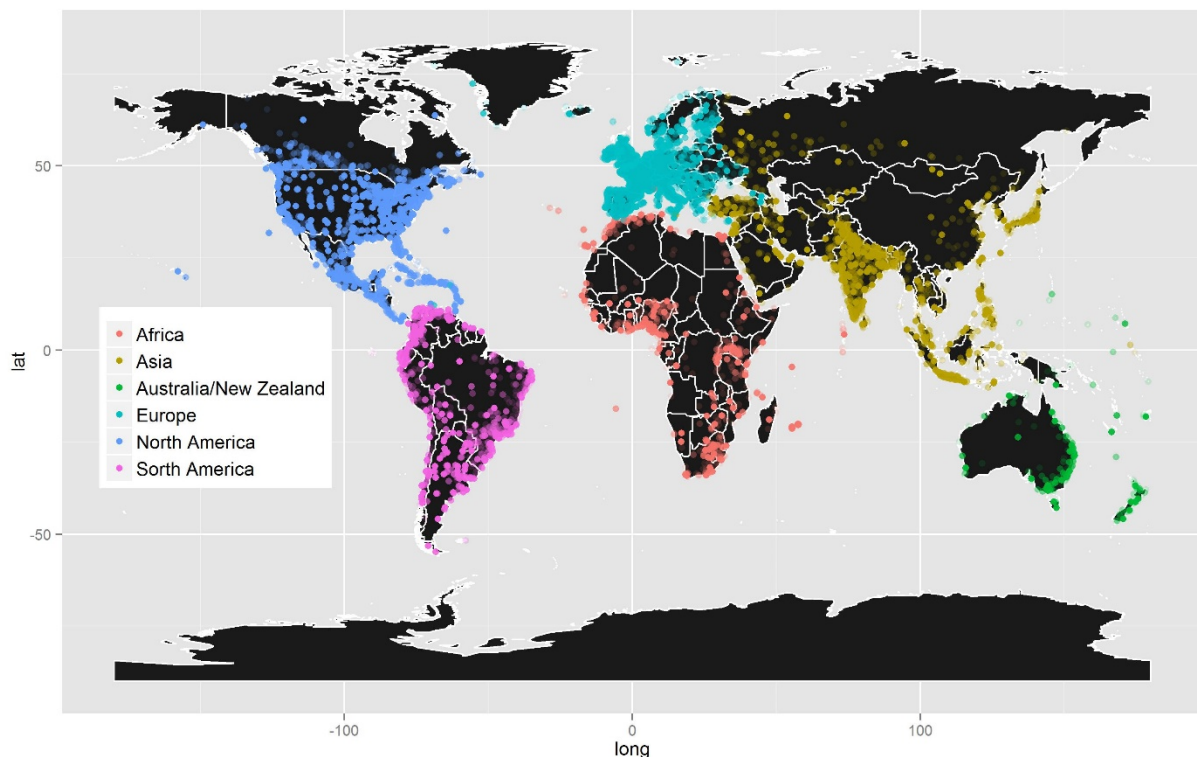 50
0
-50
lat
Africa
Asia
Australia/New Zealand
Europe
North America
Sorth America
-100
0
100
long